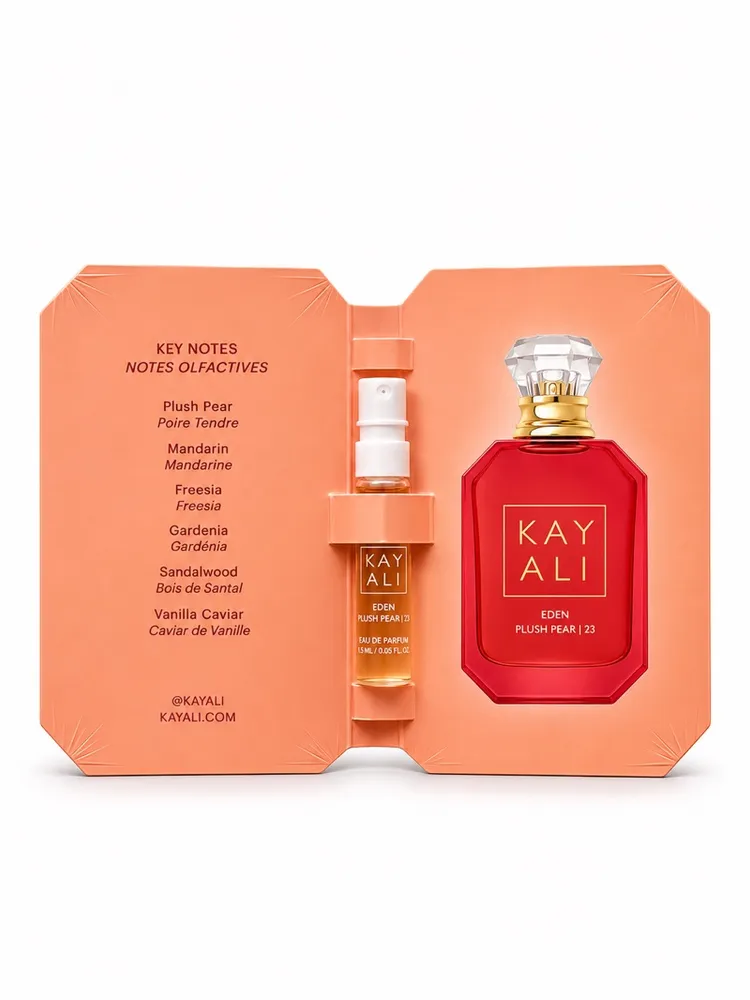 KEY NOTES
NOTES OLFACTIVES
Plush Pear
Poire Tendre
Mandarin
Mandarine
Freesia
Freesia
Gardenia
Gardénia
Sandalwood
Bois de Santal
Vanilla Caviar
Caviar de Vanille
@KAYALI
KAYALI.COM
KAY
ALI
EDEN
PLUSH PEAR | 23
EAU DE PARFUM
1.5 ML / 0.05 FL.OZ
KAY
ALI
EDEN
PLUSH PEAR | 23